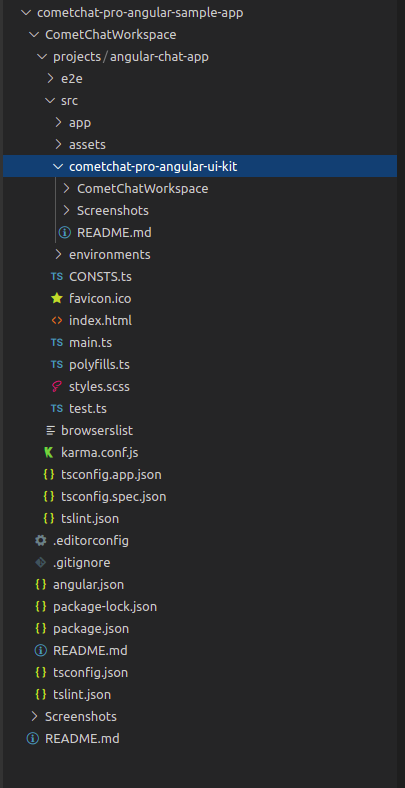 cometchat-pro-angular-sample-app
CometChatWorkspace
projects/angular-chat-app
e2e
src
app
assets
cometchat-pro-angular-ui-kit
CometChatWorkspace
Screenshots
README.md
environments
TS CONSTS.ts
favicon.ico
index.html
TS main.ts
TS polyfills.ts
styles.scss
TS test.ts
browserslist
karma.conf.js
tsconfig.app.json
tsconfig.spec.json
tslint.json
.editorconfig
.gitignore
angular.json
package-lock.json
package.json
README.md
tsconfig.json
tslint.json
Screenshots
README.md